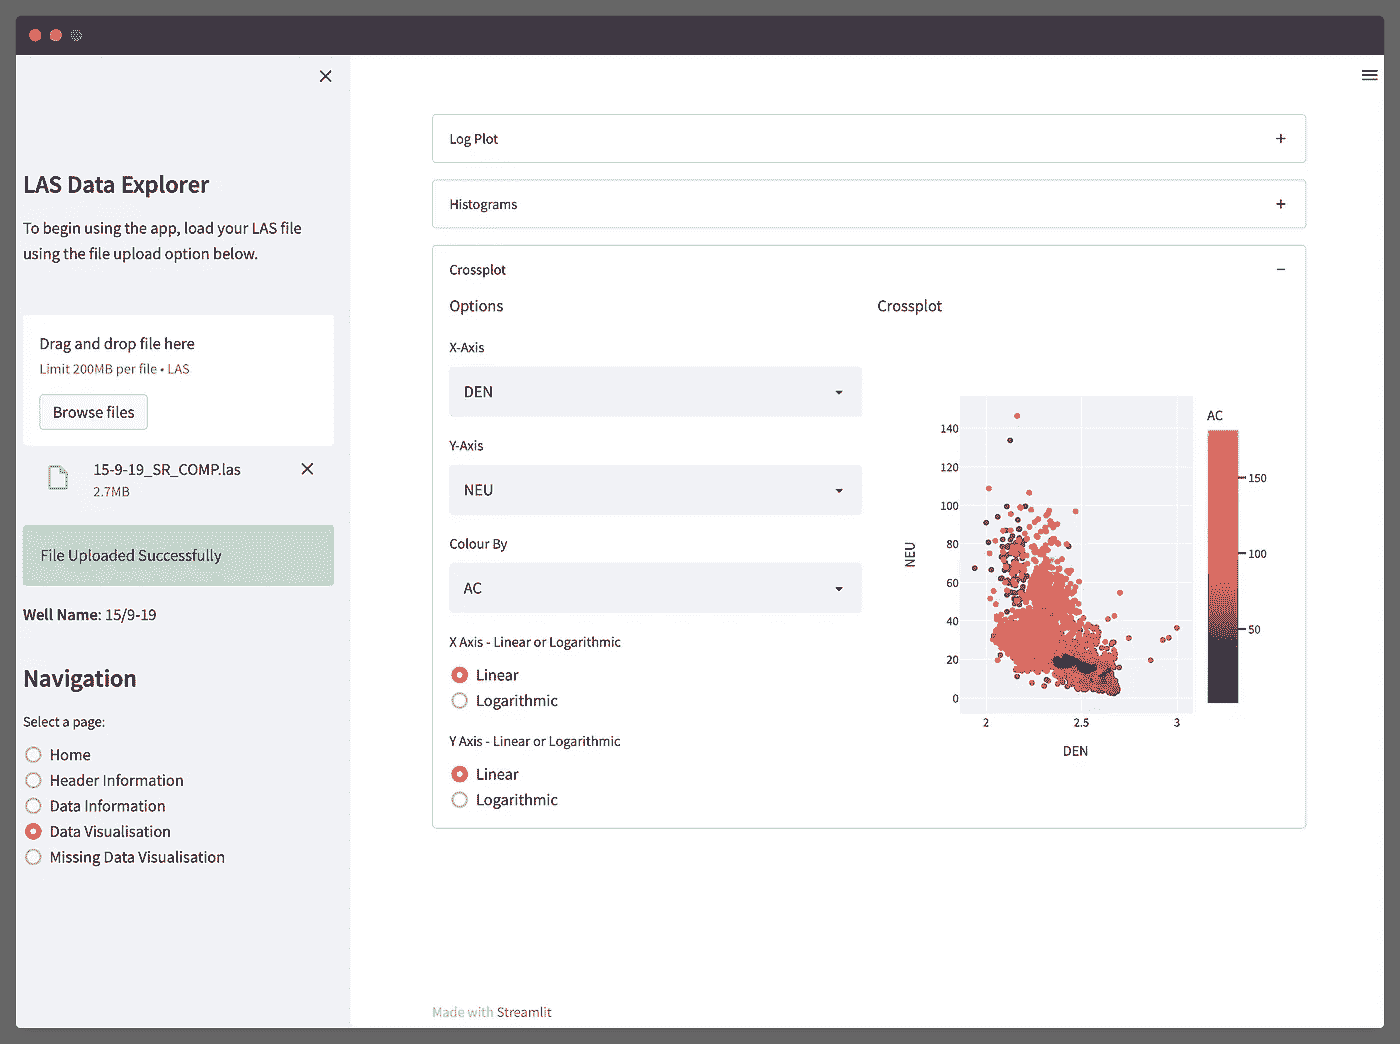 LAS Data Explorer
To begin using the app, load your LAS file
using the file upload option below.
Drag and drop file here
Limit 200MB per file • LAS
Browse files
15-9-19_SR_COMP.las
2.7MB
File Uploaded Successfully
Well Name: 15/9-19
Navigation
Select a page:
Home
Header Information
Data Information
Data Visualisation
Missing Data Visualisation
Log Plot
Histograms
Crossplot
Options
X-Axis
DEN
Y-Axis
NEU
Colour By
AC
X Axis - Linear or Logarithmic
Linear
Logarithmic
Y Axis - Linear or Logarithmic
Linear
Logarithmic
Crossplot
140
120
100
80
60
40
20
0
NEU
2 2.5 3
DEN
AC
150
100
50
Made with Streamlit